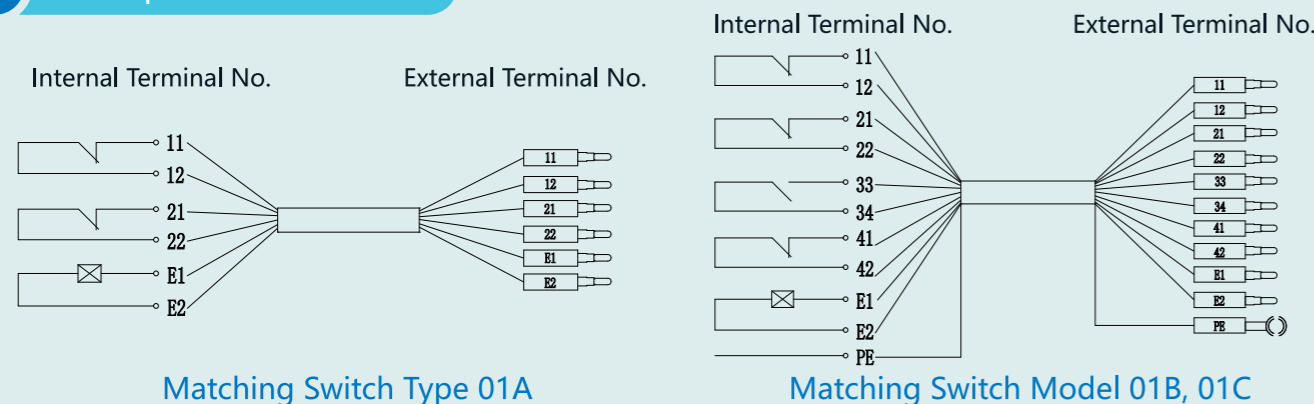 Internal Terminal No.
External Terminal No.
11
12
21
22
E1
E2
11
12
21
22
E1
E2
Matching Switch Type 01A
Internal Terminal No.
External Terminal No.
11
12
21
22
33
34
41
42
E1
E2
PE
11
12
21
22
33
34
41
42
E1
E2
PE
Matching Switch Model 01B, 01C